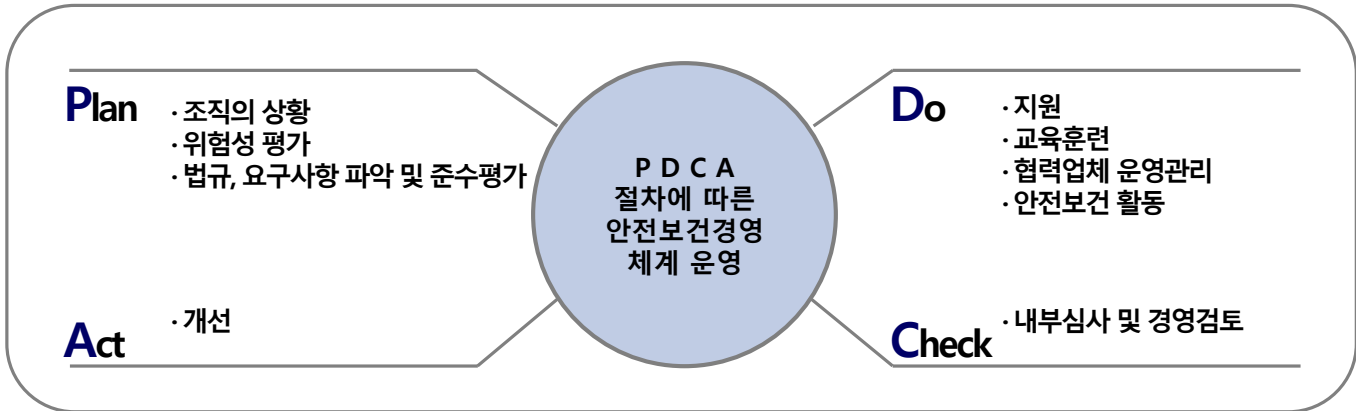 Plan
· 조직의 상황
· 위험성 평가
· 법규, 요구사항 파악 및 준수평가
P D C A
절차에 따른
안전보건경영
체계 운영
Do
· 지원
· 교육훈련
· 협력업체 운영관리
· 안전보건 활동
Act
· 개선
Check
· 내부심사 및 경영검토